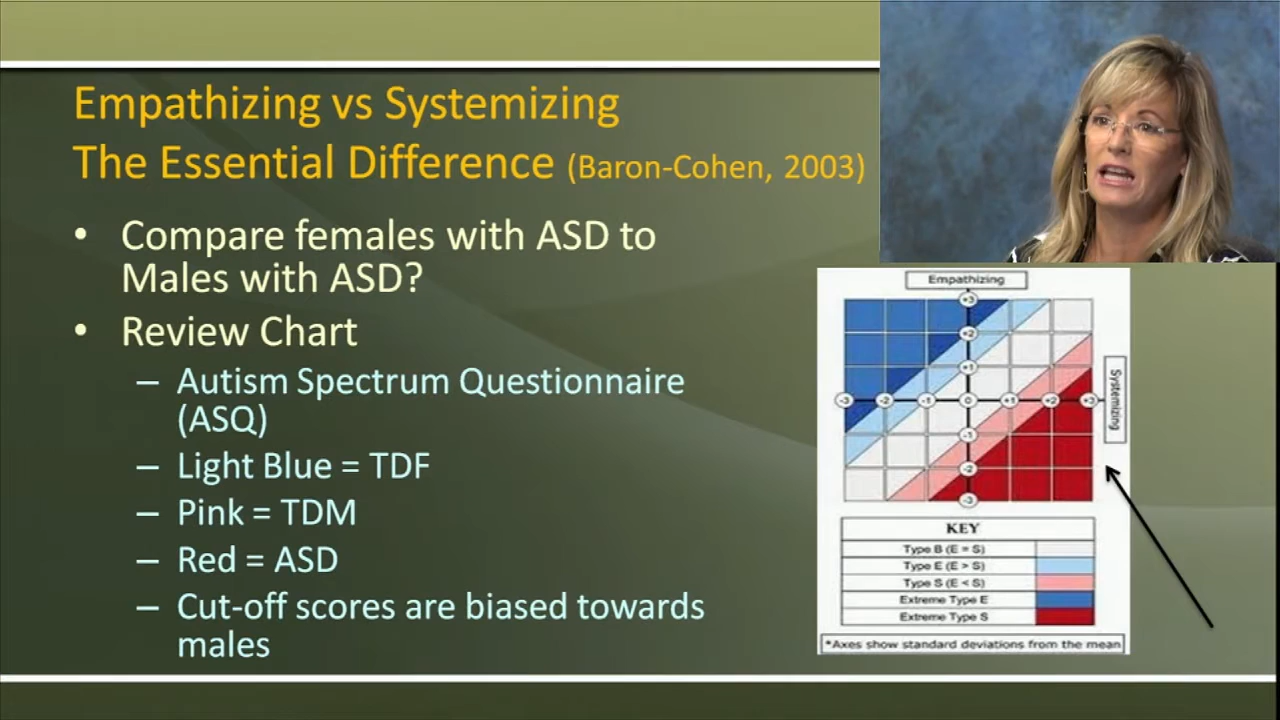 Empathizing vs Systemizing
The Essential Difference (Baron-Cohen, 2003)
• Compare females with ASD to
Males with ASD?
• Review Chart
– Autism Spectrum Questionnaire
(ASQ)
– Light Blue = TDF
– Pink = TDM
– Red = ASD
– Cut-off scores are biased towards
males
Empathizing
+3
+2
+1
-3 -2 -1 0 +1 +2 +3
-1
-2
-3
Systemizing
KEY
Type B (E = S)
Type E (E > S)
Type S (E < S)
Extreme Type E
Extreme Type S
*Axes show standard deviations from the mean